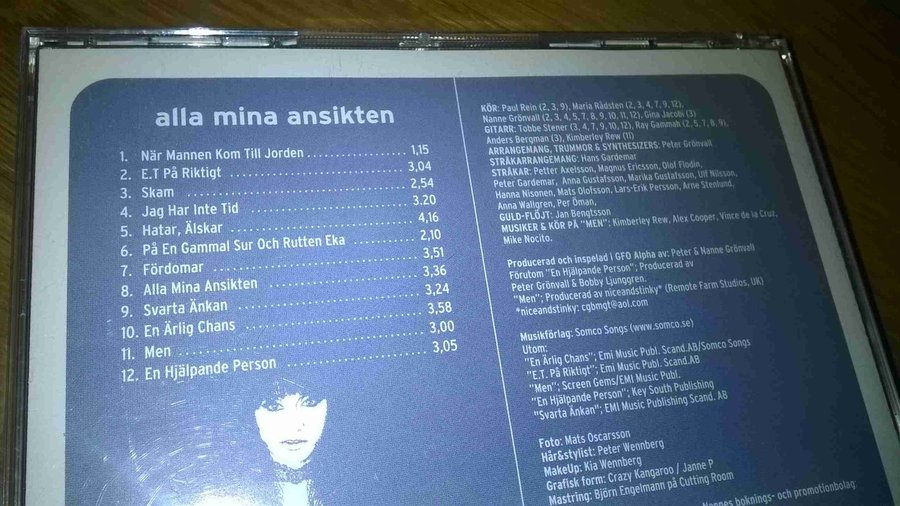 alla mina ansikten
1. När Mannen Kom Till Jorden 1,15
2. E.T På Riktigt 3,04
3. Skam 2,54
4. Jag Har Inte Tid 3.20
5. Hatar, Älskar 4,16
6. På En Gammal Sur Och Rutten Eka 2,10
7. Fördomar 3,51
8. Alla Mina Ansikten 3,36
9. Svarta Änkan 3,24
10. En Ärlig Chans 3,58
11. Men 3,00
12. En Hjälpande Person 3,05
KÖR: Paul Rein (2, 3, 9), Maria Rådsten (2, 3, 4, 7, 9, 12),
Nanne Grönvall (2, 3, 4, 5, 7, 8, 9, 10, 11, 12), Gina Jacobi (3)
GITARR: Tobbe Stener (3, 4, 7, 9, 10, 12), Ray Gammah (2, 5, 7, 8, 9),
Anders Bergman (3), Kimberley Rew (11)
ARRANGEMANG, TRUMMOR & SYNTHESIZERS: Peter Grönvall
STRÅKARRANGEMANG: Hans Gardemar
STRÅKAR: Petter Axelsson, Magnus Ericsson, Olof Flodin,
Peter Gardemar, Anna Gustafsson, Marika Gustafsson, Ulf Nilsson,
Hanna Nisonen, Mats Olofsson, Lars-Erik Persson, Arne Stenlund,
Anna Wallgren, Per Öman,
GULD-FLÖJT: Jan Bengtsson
MUSIKER & KÖR PÅ "MEN": Kimberley Rew, Alex Cooper, Vince de la Cruz,
Mike Nocito.
Producerad och inspelad i GFO Alpha av: Peter & Nanne Grönvall
Förutom "En Hjälpande Person"; Producerad av
Peter Grönvall & Bobby Ljunggren.
"Men"; Producerad av niceandstinky* (Remote Farm Studios, UK)
*niceandstinky: cgbmgt@aol.com
Musikförlag: Somco Songs (www.somco.se)
Utom:
"En Ärlig Chans"; Emi Music Publ. Scand.AB/Somco Songs
"E.T. På Riktigt"; Emi Music Publ. Scand.AB
"Men"; Screen Gems/EMI Music Publ.
"En Hjälpande Person"; Key South Publishing
"Svarta Änkan"; EMI Music Publishing Scand. AB
Foto: Mats Oscarsson
Hår&stylist: Peter Wennberg
MakeUp: Kia Wennberg
Grafisk form: Crazy Kangaroo / Janne P
Mastring: Björn Engelmann på Cutting Room
Nannes boknings- och promotionbolag: